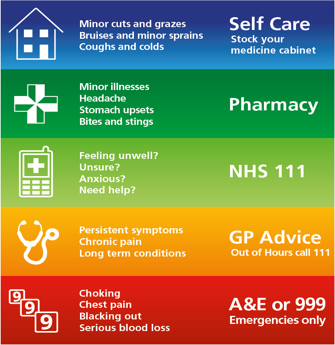 Minor cuts and grazes
Bruises and minor sprains
Coughs and colds
Self Care
Stock your
medicine cabinet
Minor illnesses
Headache
Stomach upsets
Bites and stings
Pharmacy
Feeling unwell?
Unsure?
Anxious?
Need help?
NHS 111
Persistent symptoms
Chronic pain
Long term conditions
GP Advice
Out of Hours call 111
9
9
9
Choking
Chest pain
Blacking out
Serious blood loss
A&E or 999
Emergencies only